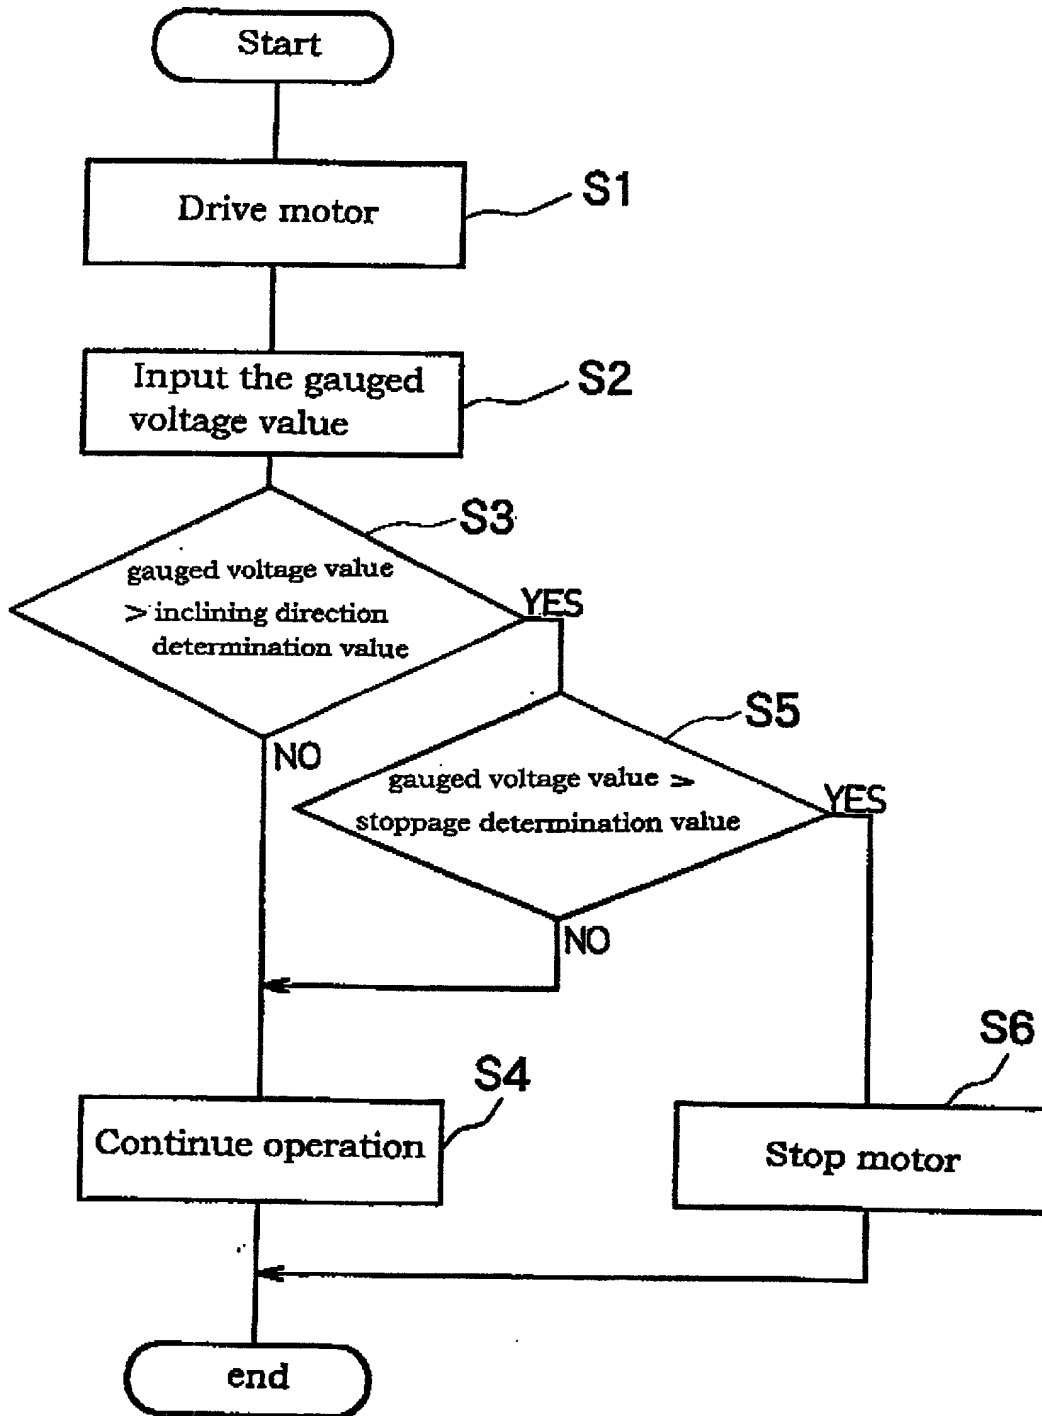 Start
Drive motor
S1
Input the gauged
voltage value
S2
S3
gauged voltage value
> inclining direction
determination value
YES
NO
S5
gauged voltage value >
stoppage determination value
YES
NO
S4
Continue operation
S6
Stop motor
end